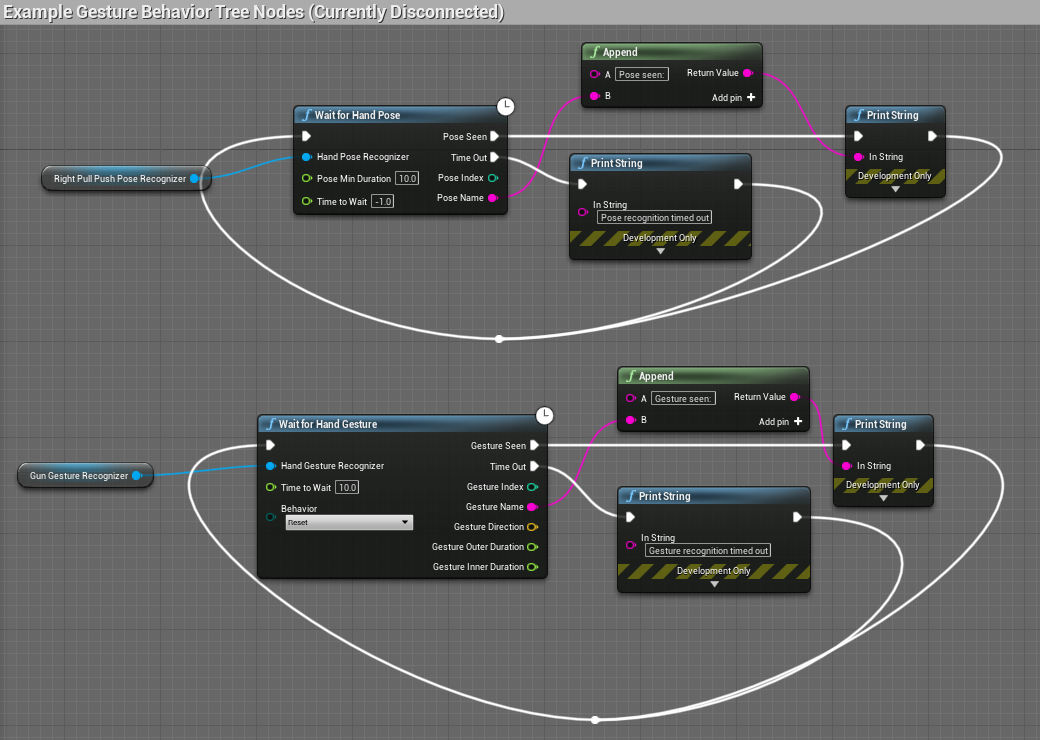 Example Gesture Behavior Tree Nodes (Currently Disconnected)
Append
A Pose seen: Return Value
B Add pin
Wait for Hand Pose
Pose Seen
Hand Pose Recognizer Time Out
Pose Min Duration 10.0 Pose Index
Time to Wait -1.0 Pose Name
Right Pull Push Pose Recognizer
Print String
In String
Pose recognition timed out
Development Only
Print String
In String
Development Only
Append
A Gesture seen: Return Value
B Add pin
Wait for Hand Gesture
Gesture Seen
Hand Gesture Recognizer Time Out
Time to Wait 10.0 Gesture Index
Behavior Gesture Name
Reset
Gesture Direction
Gesture Outer Duration
Gesture Inner Duration
Gun Gesture Recognizer
Print String
In String
Gesture recognition timed out
Development Only
Print String
In String
Development Only